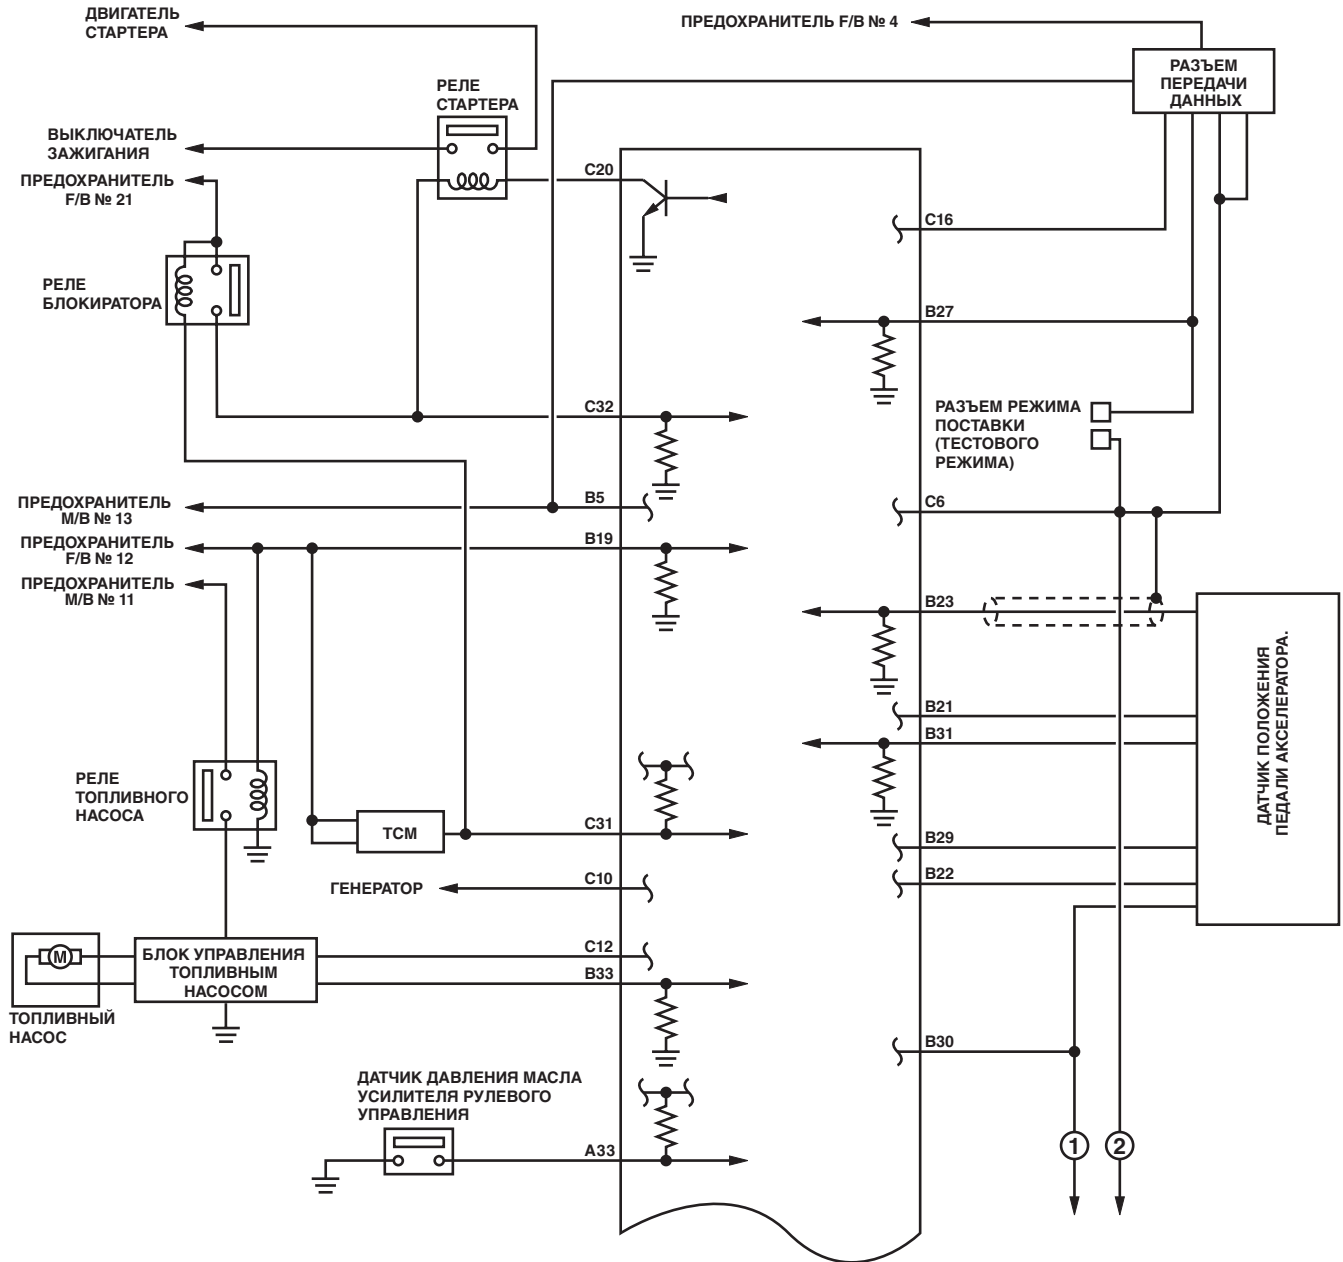 ДВИГАТЕЛЬ
СТАРТЕРА
ПРЕДОХРАНИТЕЛЬ F/B № 4
РАЗЪЕМ
ПЕРЕДАЧИ
ДАННЫХ
РЕЛЕ
СТАРТЕРА
ВЫКЛЮЧАТЕЛЬ
ЗАЖИГАНИЯ
ПРЕДОХРАНИТЕЛЬ
F/B № 21
C20
C16
РЕЛЕ
БЛОКИРАТОРА
B27
C32
РАЗЪЕМ РЕЖИМА
ПОСТАВКИ
(ТЕСТОВОГО
РЕЖИМА)
ПРЕДОХРАНИТЕЛЬ
M/B № 13
B5
C6
ПРЕДОХРАНИТЕЛЬ
F/B № 12
B19
ПРЕДОХРАНИТЕЛЬ
M/B № 11
B23
ДАТЧИК ПОЛОЖЕНИЯ
ПЕДАЛИ АКСЕЛЕРАТОРА.
B21
B31
РЕЛЕ
ТОПЛИВНОГО
НАСОСА
TCM
C31
B29
ГЕНЕРАТОР
C10
B22
M
БЛОК УПРАВЛЕНИЯ
ТОПЛИВНЫМ
НАСОСОМ
C12
B33
ТОПЛИВНЫЙ
НАСОС
B30
ДАТЧИК ДАВЛЕНИЯ МАСЛА
УСИЛИТЕЛЯ РУЛЕВОГО
УПРАВЛЕНИЯ
A33
1
2